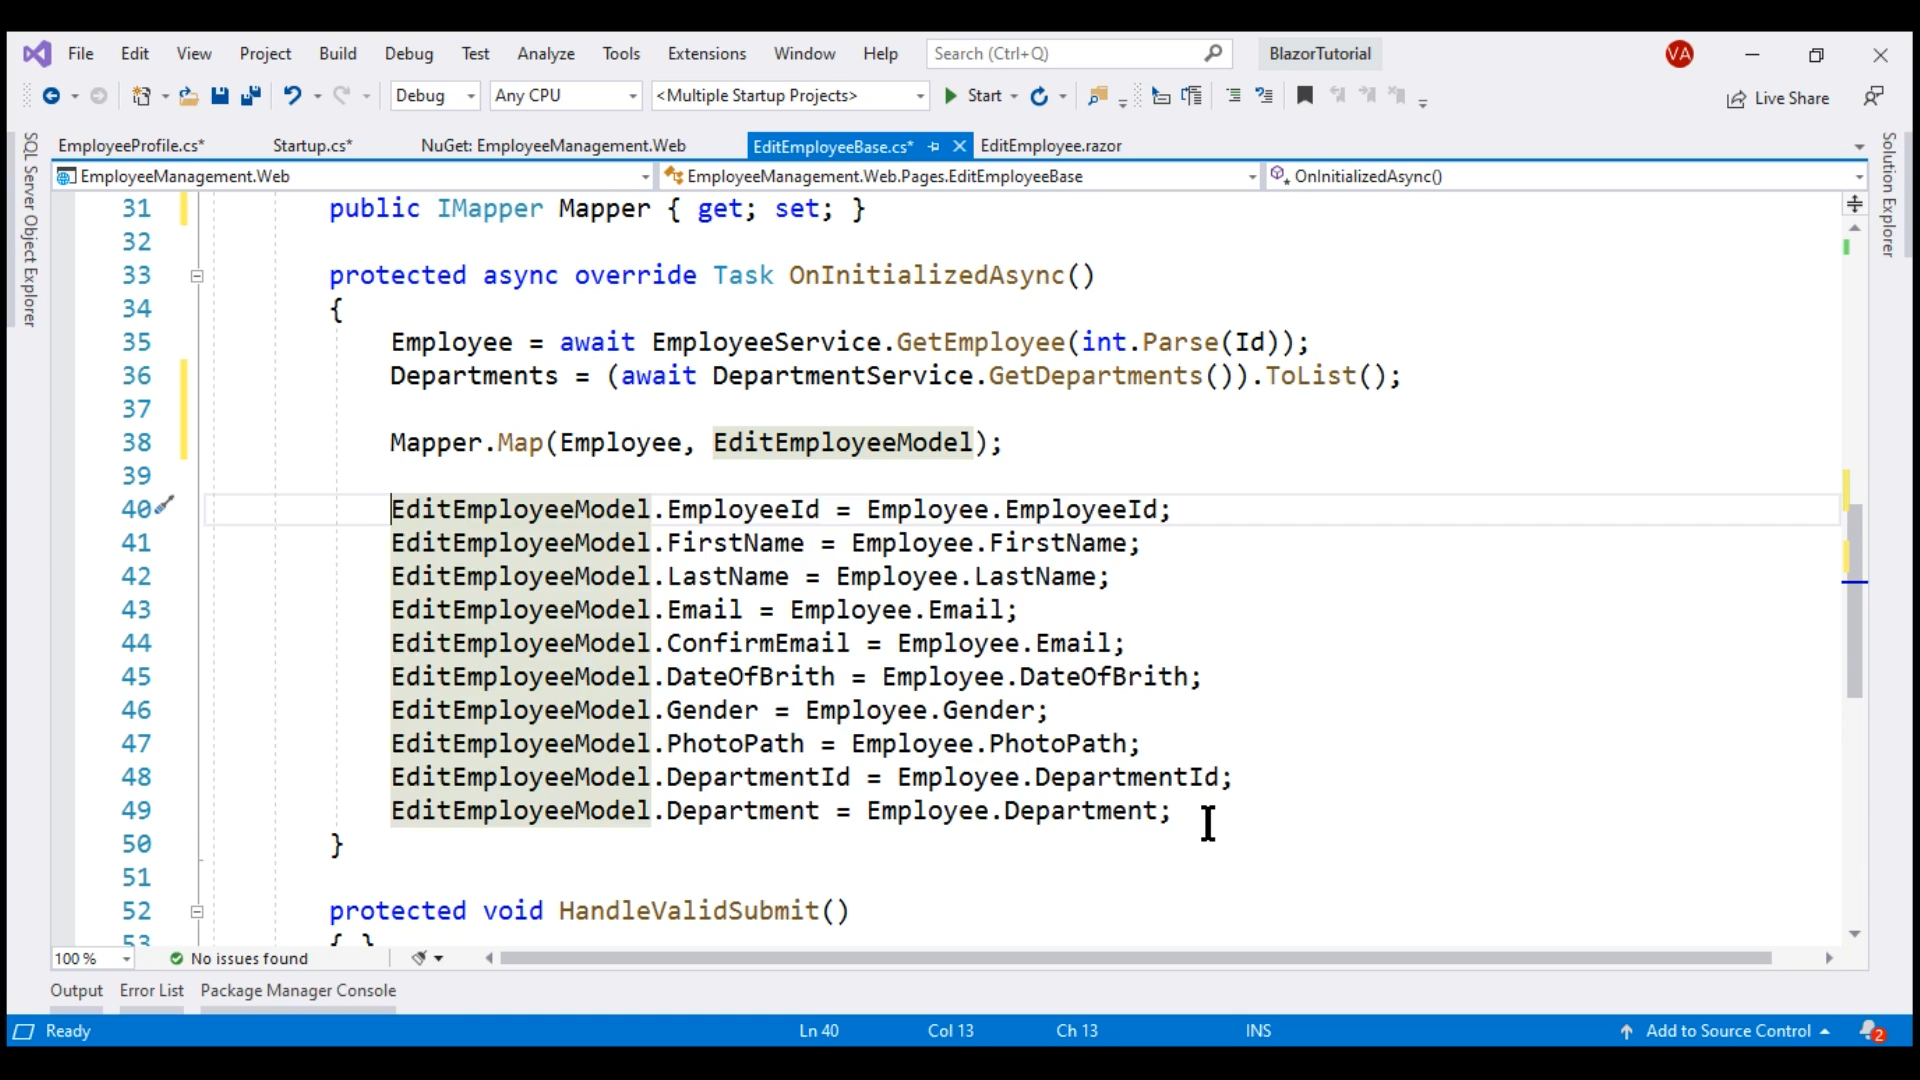 File Edit View Project Build Debug Test Analyze Tools Extensions Window Help Search (Ctrl+Q) BlazorTutorial VA
Debug Any CPU <Multiple Startup Projects> Start Live Share
EmployeeProfile.cs* Startup.cs* NuGet: EmployeeManagement.Web EditEmployeeBase.cs* EditEmployee.razor
EmployeeManagement.Web EmployeeManagement.Web.Pages.EditEmployeeBase OnInitializedAsync()
SQL Server Object Explorer
Solution Explorer
31 public IMapper Mapper { get; set; }
32
33 protected async override Task OnInitializedAsync()
34 {
35 Employee = await EmployeeService.GetEmployee(int.Parse(Id));
36 Departments = (await DepartmentService.GetDepartments()).ToList();
37
38 Mapper.Map(Employee, EditEmployeeModel);
39
40 EditEmployeeModel.EmployeeId = Employee.EmployeeId;
41 EditEmployeeModel.FirstName = Employee.FirstName;
42 EditEmployeeModel.LastName = Employee.LastName;
43 EditEmployeeModel.Email = Employee.Email;
44 EditEmployeeModel.ConfirmEmail = Employee.Email;
45 EditEmployeeModel.DateOfBrith = Employee.DateOfBrith;
46 EditEmployeeModel.Gender = Employee.Gender;
47 EditEmployeeModel.PhotoPath = Employee.PhotoPath;
48 EditEmployeeModel.DepartmentId = Employee.DepartmentId;
49 EditEmployeeModel.Department = Employee.Department;
50 }
51
52 protected void HandleValidSubmit()
53 { }
100 % No issues found
Output Error List Package Manager Console
Ready Ln 40 Col 13 Ch 13 INS Add to Source Control 2